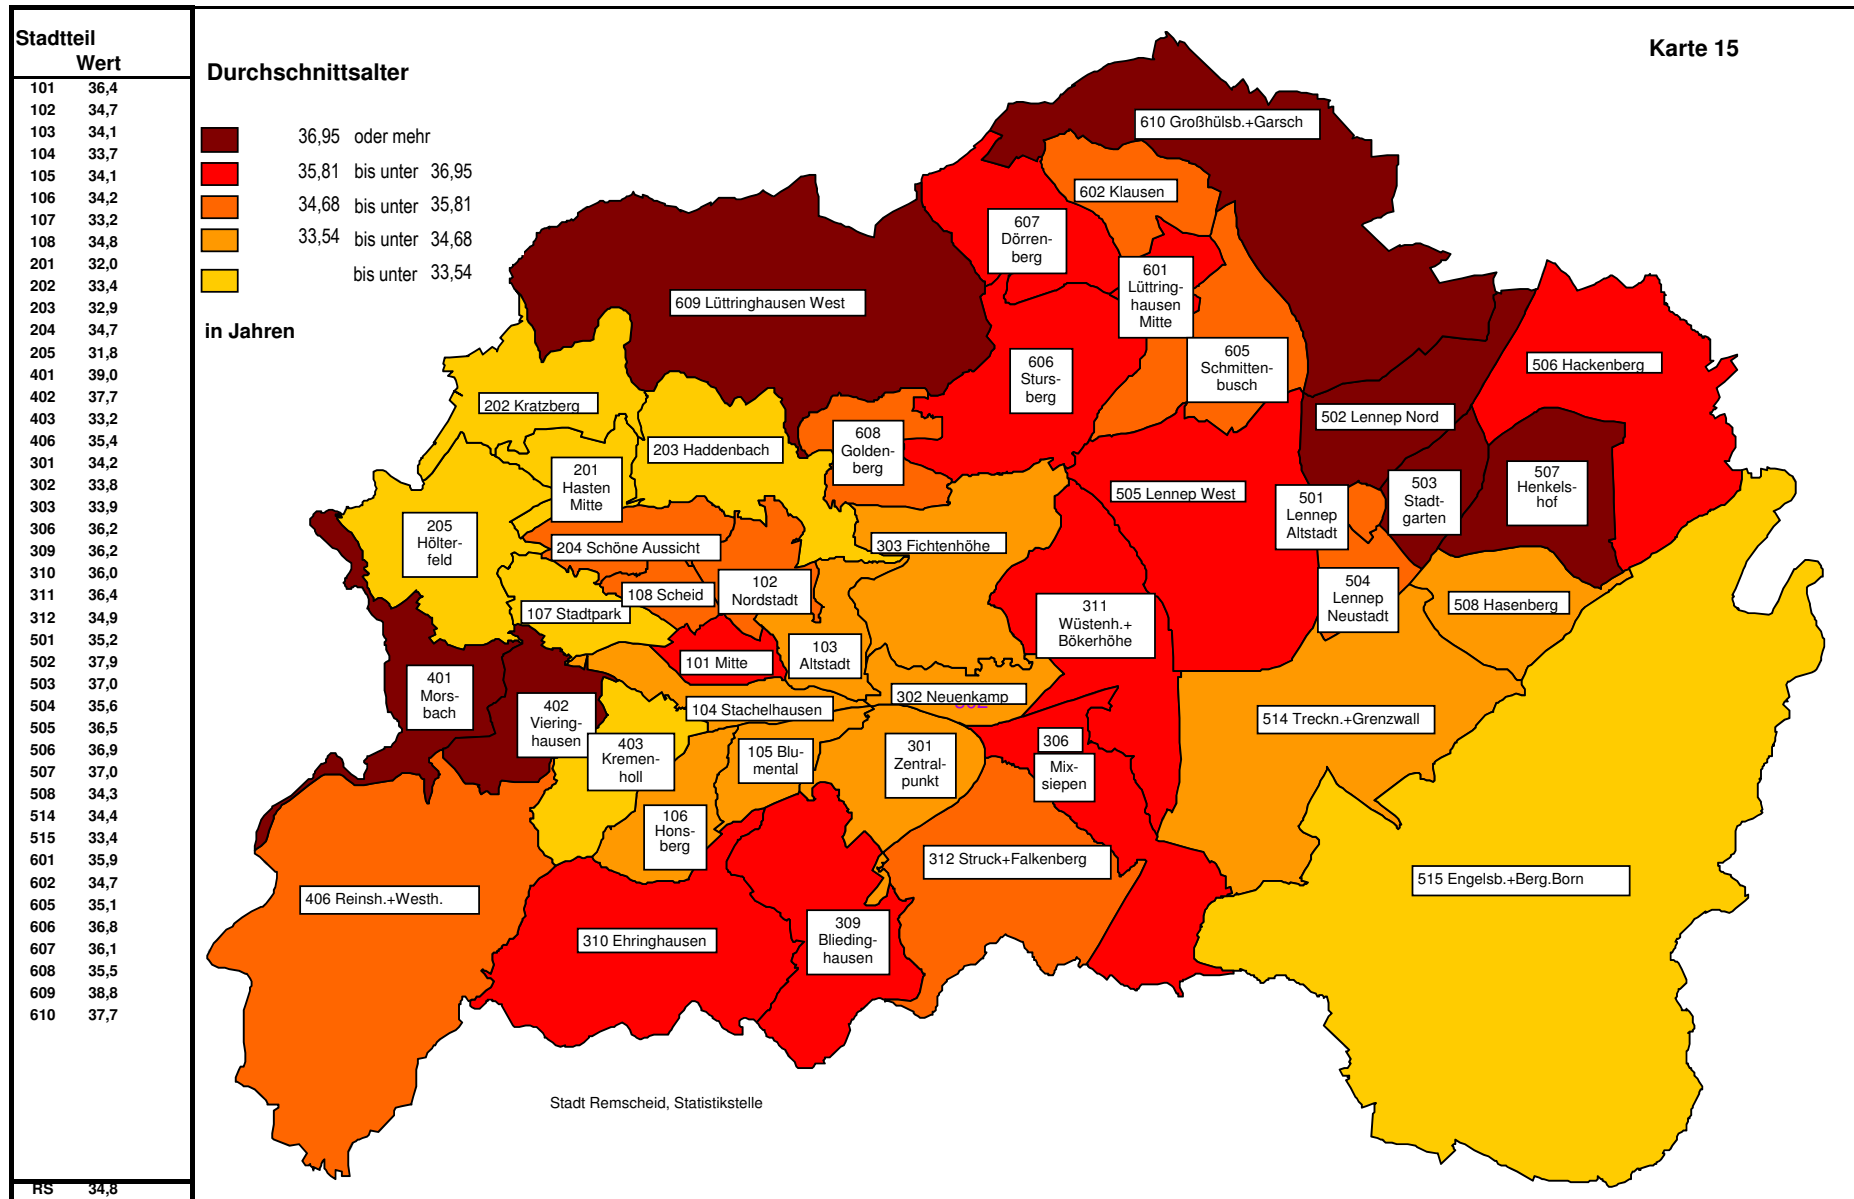 Stadtteil
Wert
101 36,4
102 34,7
103 34,1
104 33,7
105 34,1
106 34,2
107 33,2
108 34,8
201 32,0
202 33,4
203 32,9
204 34,7
205 31,8
401 39,0
402 37,7
403 33,2
406 35,4
301 34,2
302 33,8
303 33,9
306 36,2
309 36,2
310 36,0
311 36,4
312 34,9
501 35,2
502 37,9
503 37,0
504 35,6
505 36,5
506 36,9
507 37,0
508 34,3
514 34,4
515 33,4
601 35,9
602 34,7
605 35,1
606 36,8
607 36,1
608 35,5
609 38,8
610 37,7
RS 34,8
Karte 15
Durchschnittsalter
36,95 oder mehr
35,81 bis unter 36,95
34,68 bis unter 35,81
33,54 bis unter 34,68
bis unter 33,54
in Jahren
610 Großhülsb.+Garsch
602 Klausen
607
Dörren-
berg
601
Lüttring-
hausen
Mitte
609 Lüttringhausen West
605
Schmitten-
busch
606
Sturs-
berg
506 Hackenberg
202 Kratzberg
502 Lennep Nord
203 Haddenbach
608
Golden-
berg
201
Hasten
Mitte
505 Lennep West
501
Lennep
Altstadt
503
Stadt-
garten
507
Henkels-
hof
205
Hölter-
feld
204 Schöne Aussicht
303 Fichtenhöhe
102
Nordstadt
108 Scheid
107 Stadtpark
504
Lennep
Neustadt
508 Hasenberg
311
Wüstenh.+
Bökerhöhe
103
Altstadt
101 Mitte
401
Mors-
bach
402
Viering-
hausen
302 Neuenkamp
302
104 Stachelhausen
514 Treckn.+Grenzwall
403
Kremen-
holl
105 Blu-
mental
301
Zentral-
punkt
306
Mix-
siepen
106
Hons-
berg
312 Struck+Falkenberg
515 Engelsb.+Berg.Born
406 Reinsh.+Westh.
310 Ehringhausen
309
Blieding-
hausen
Stadt Remscheid, Statistikstelle